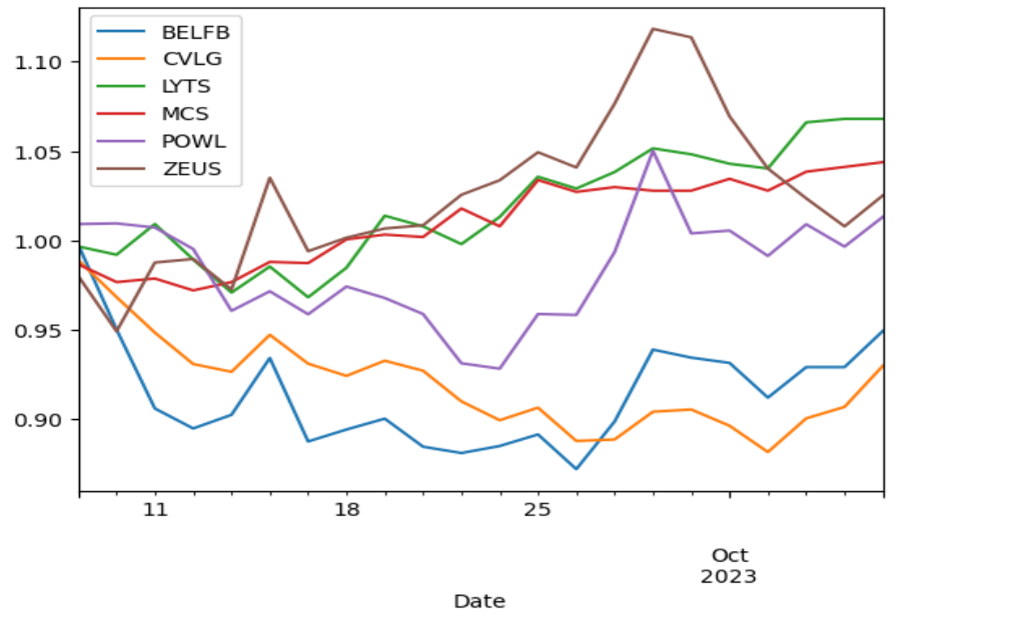 BELFB
CVLG
LYTS
MCS
POWL
ZEUS
1.10
1.05
1.00
0.95
0.90
11 18 25
Oct
2023
Date